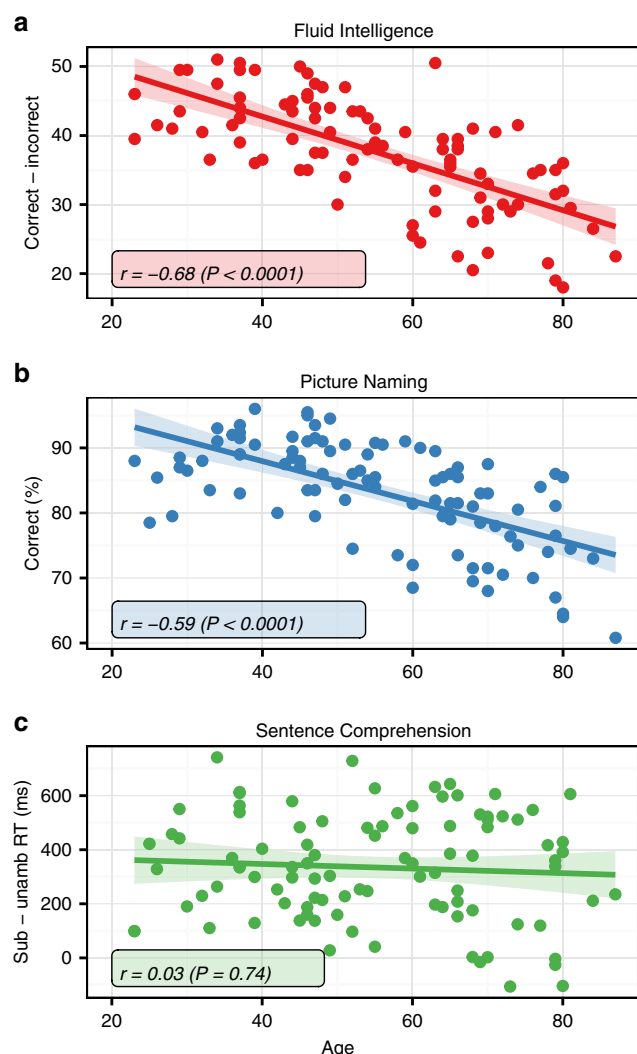 a
Fluid Intelligence
Correct – incorrect
50
40
30
20
r = –0.68 (P < 0.0001)
20 40 60 80
b
Picture Naming
Correct (%)
90
80
70
60
r = –0.59 (P < 0.0001)
20 40 60 80
c
Sentence Comprehension
Sub – unamb RT (ms)
600
400
200
0
r = 0.03 (P = 0.74)
20 40 60 80
Age